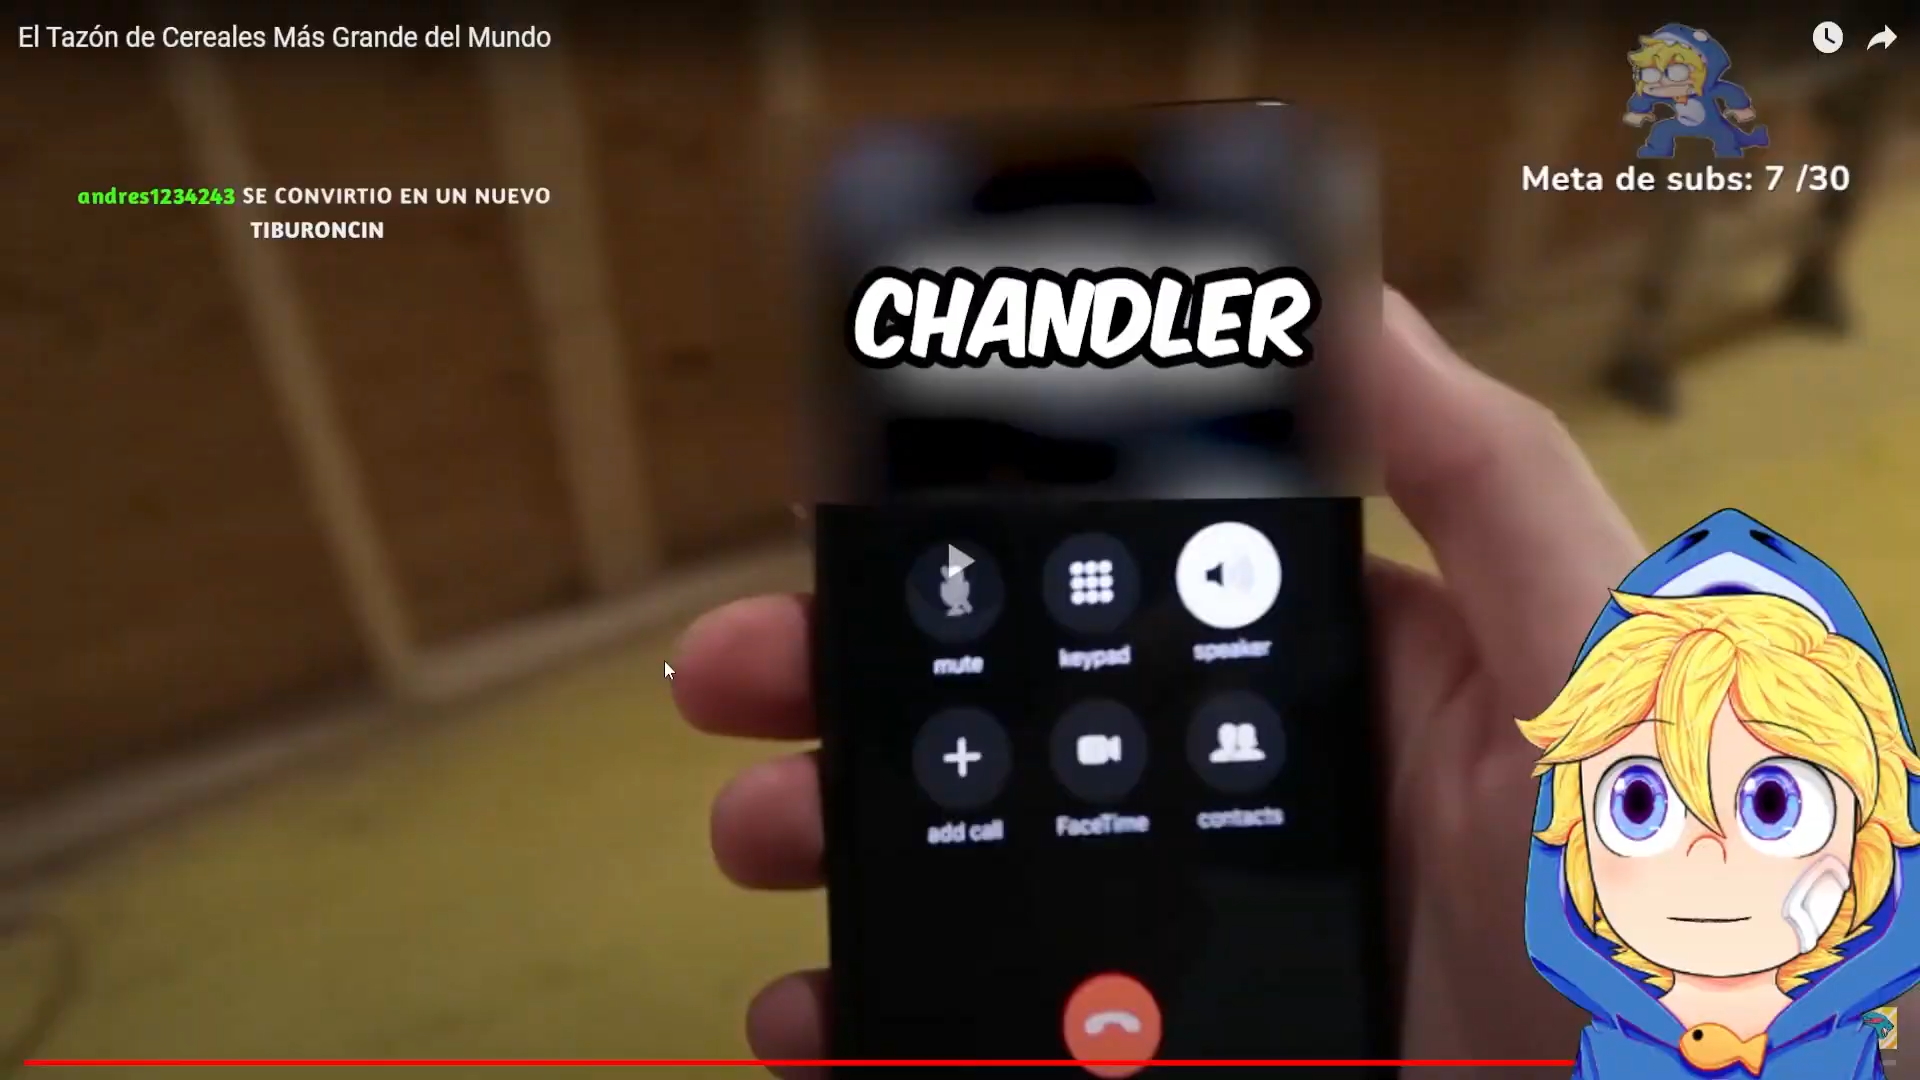 El Tazón de Cereales Más Grande del Mundo
andres1234243 SE CONVIRTIO EN UN NUEVO
TIBURONCIN
Meta de subs: 7 /30
CHANDLER
mute
keypad
speaker
add call
FaceTime
contacts